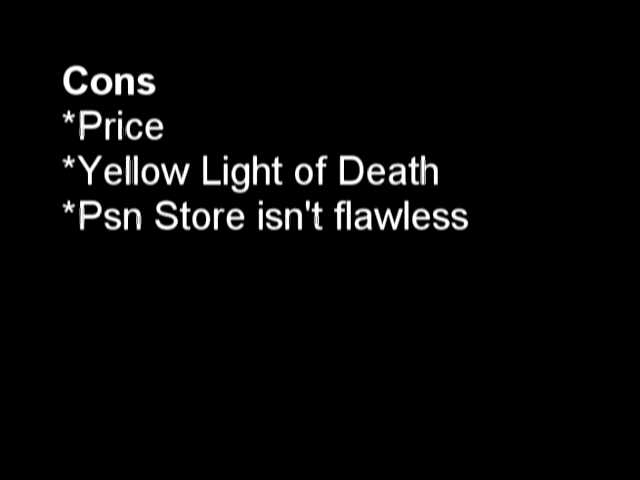 Cons
*Price
*Yellow Light of Death
*Psn Store isn't flawless